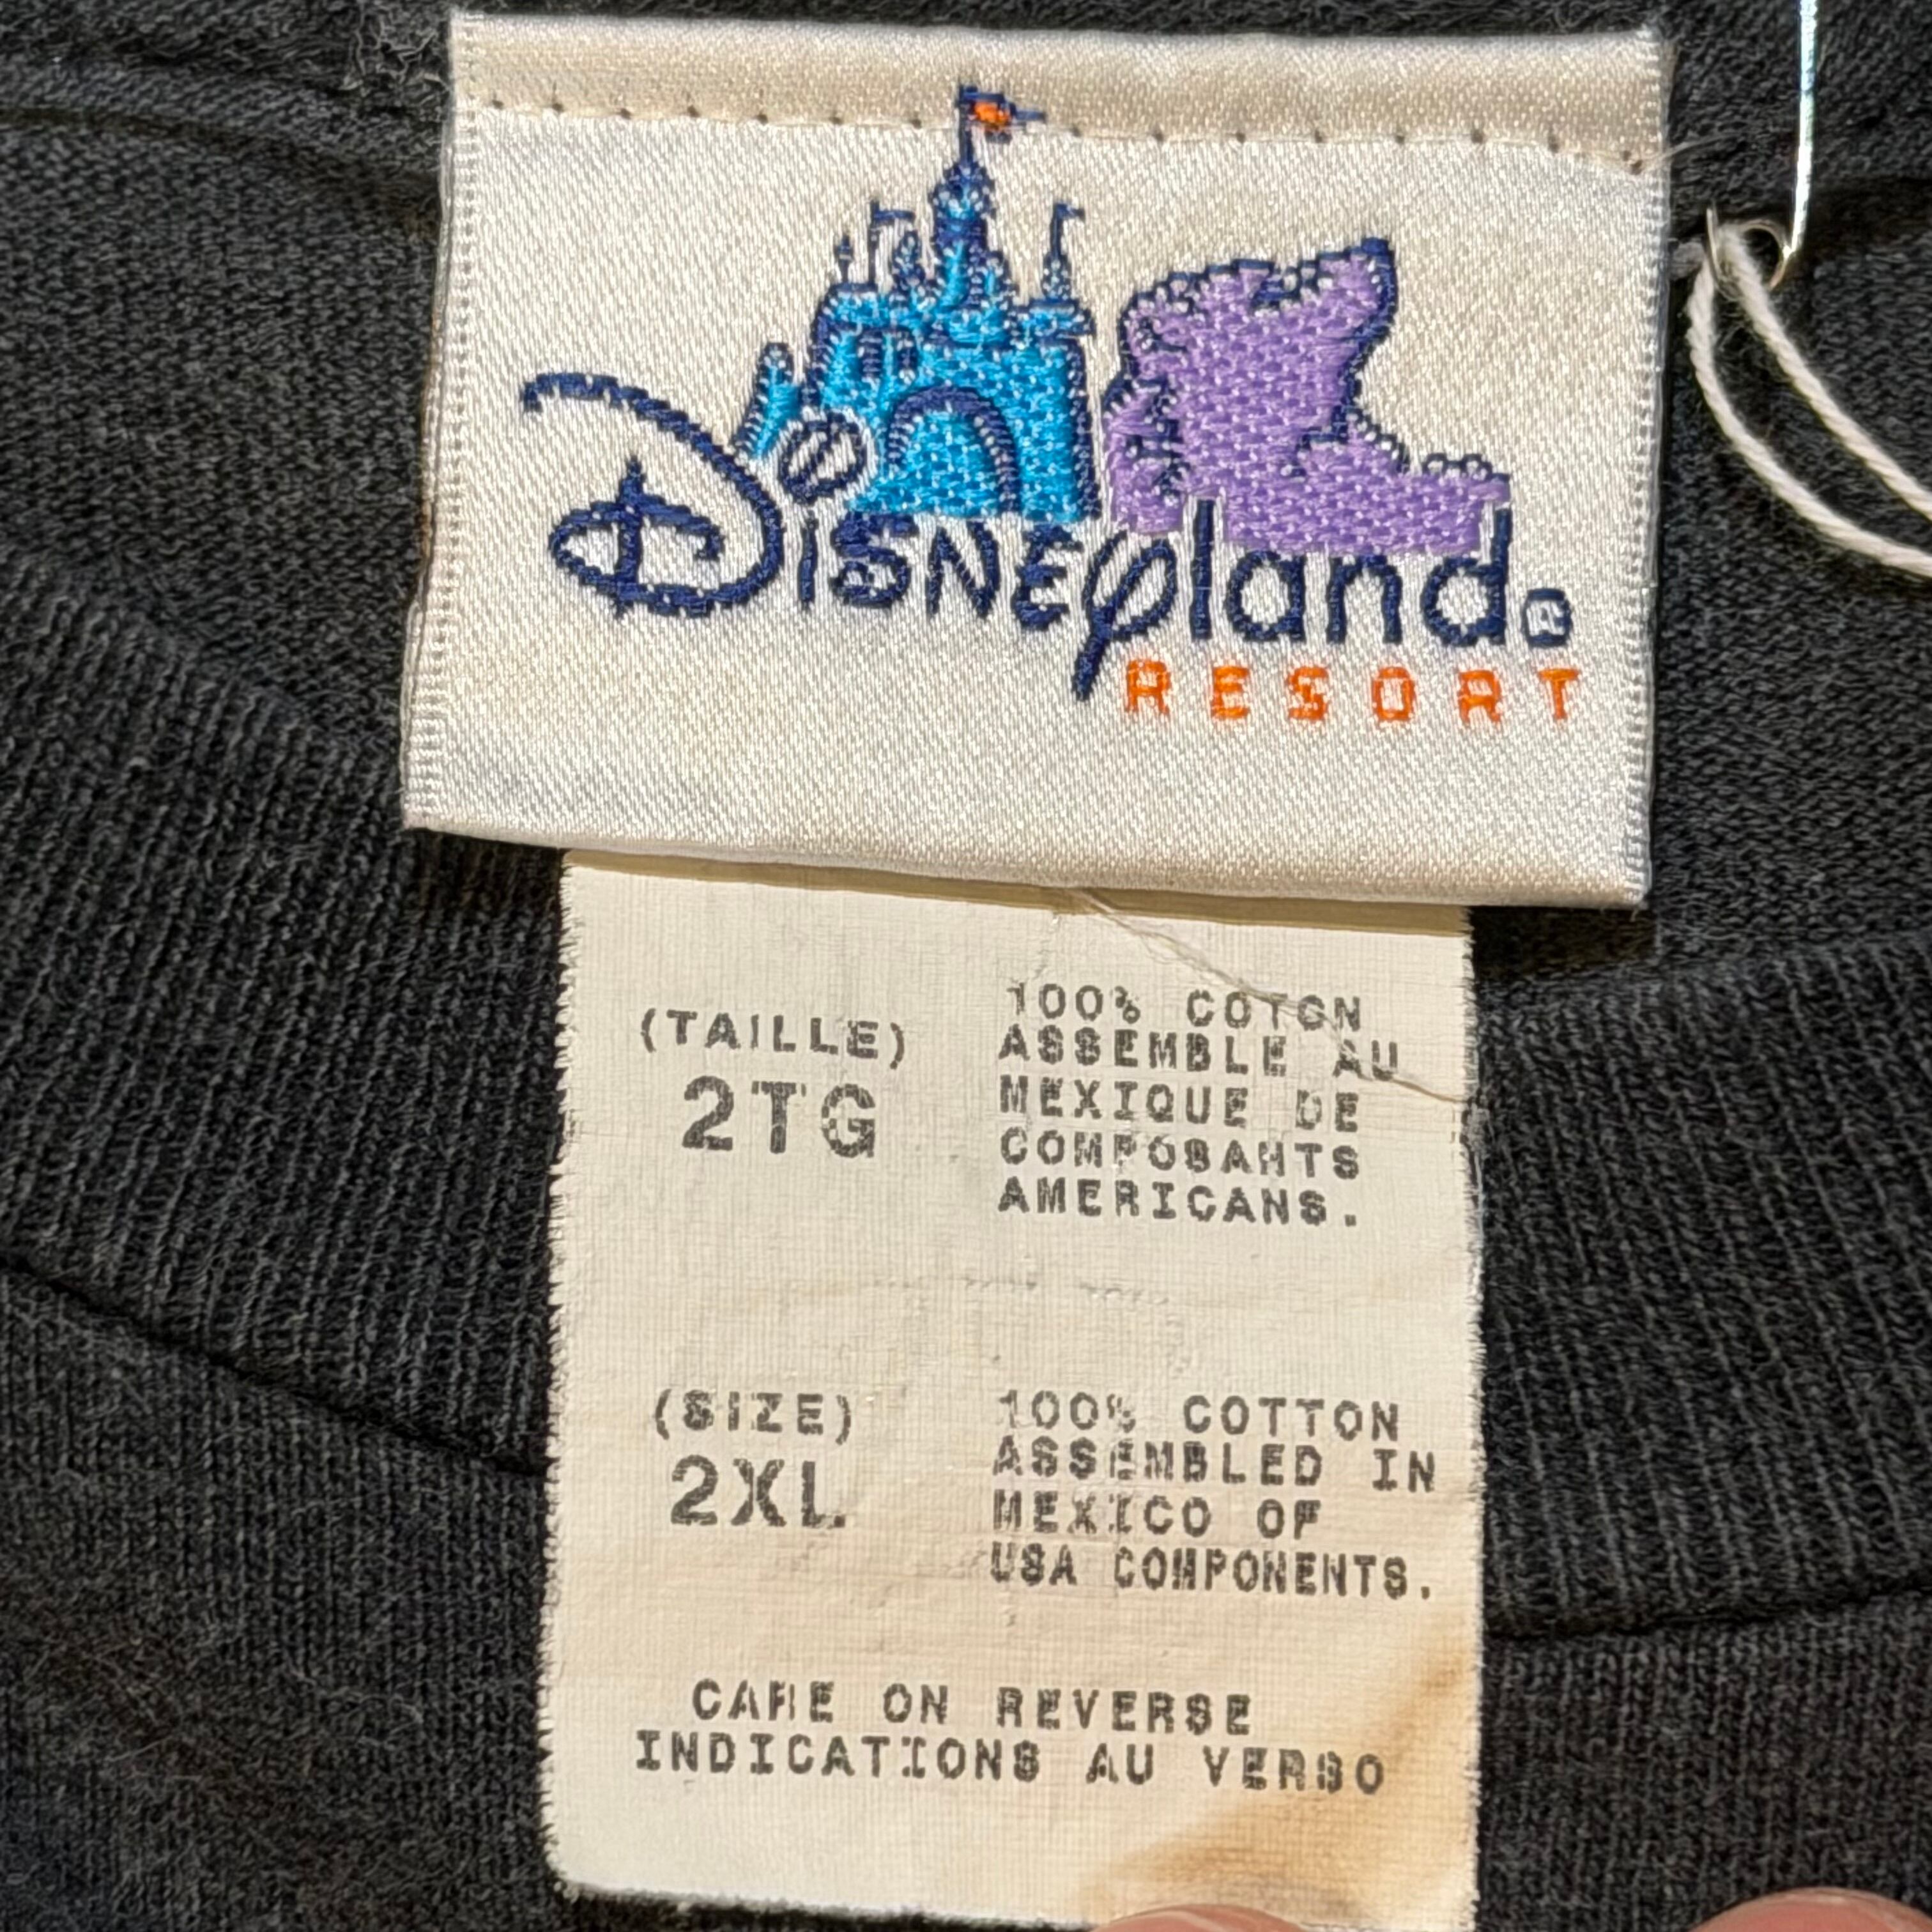 DISNEYland®
RESORT
(TAILLE)
2TG
100% COTON
ASSEMBLE AU
MEXIQUE DE
COMPOSANTS
AMERICANS.
(SIZE)
2XL
100% COTTON
ASSEMBLED IN
MEXICO OF
USA COMPONENTS.
CARE ON REVERSE
INDICATIONS AU VERSO